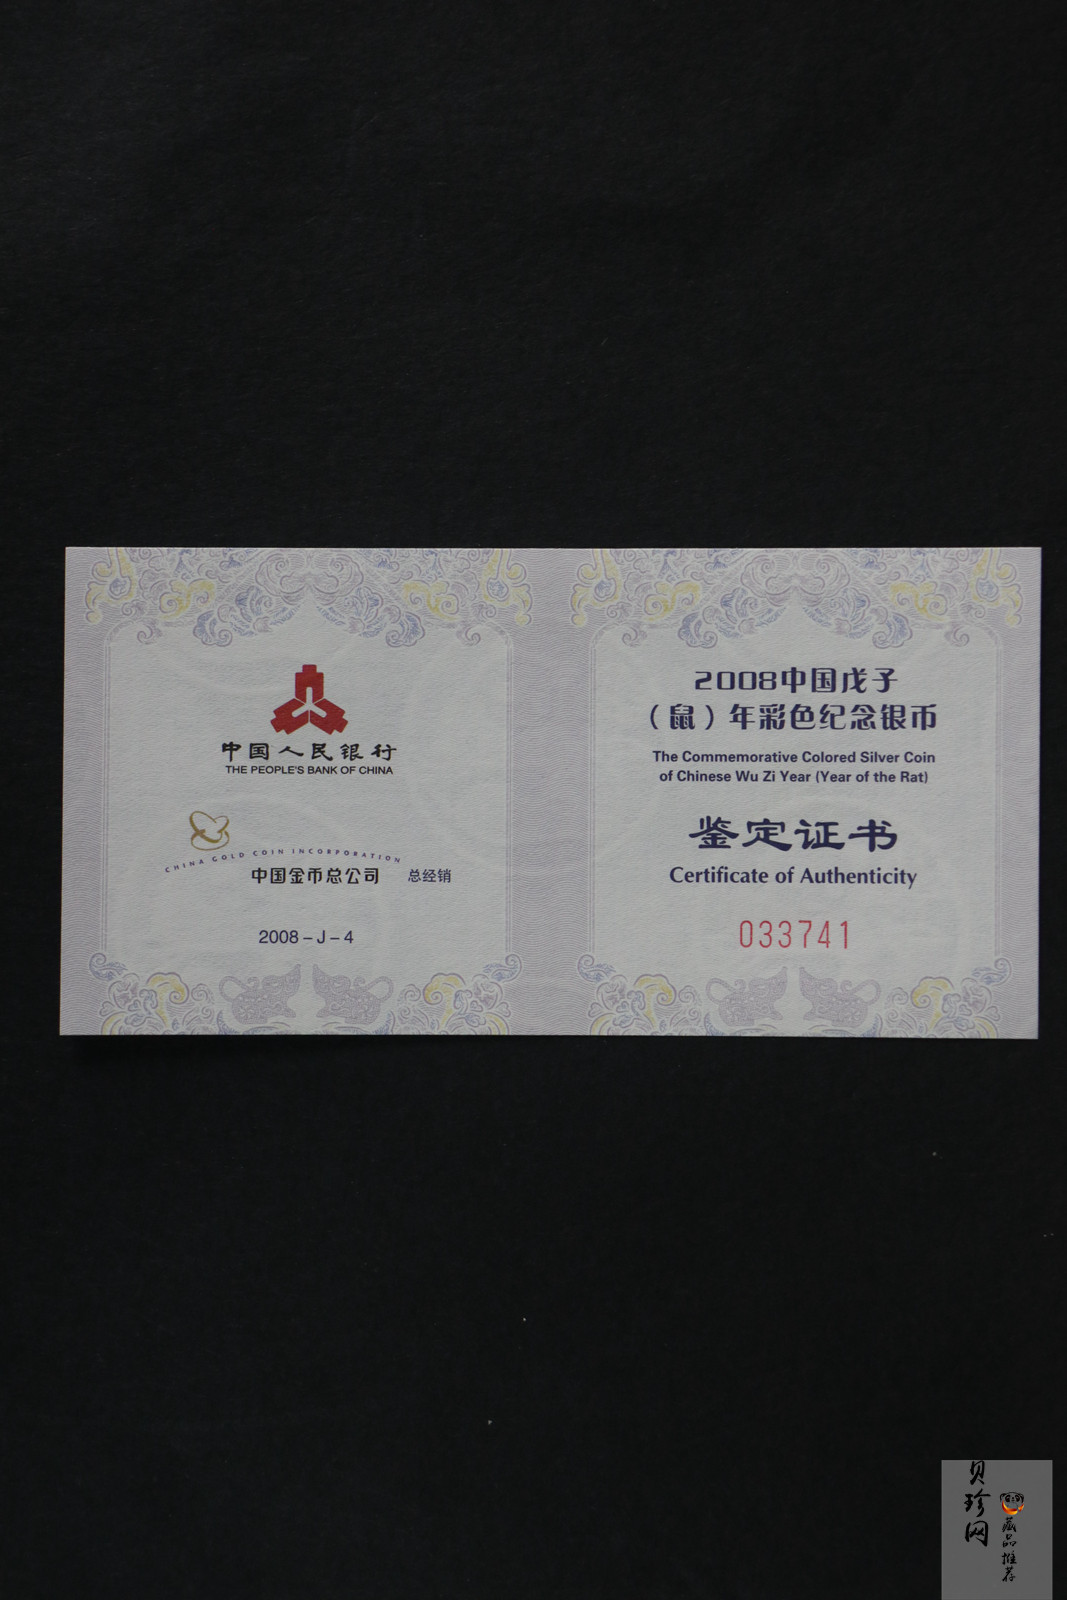 中国人民银行
THE PEOPLE'S BANK OF CHINA
CHINA GOLD COIN INCORPORATION
中国金币总公司 总经销
2008-J-4
2008中国戊子
（鼠）年彩色纪念银币
The Commemorative Colored Silver Coin
of Chinese Wu Zi Year (Year of the Rat)
鉴定证书
Certificate of Authenticity
033741
贝珍网
藏品推荐